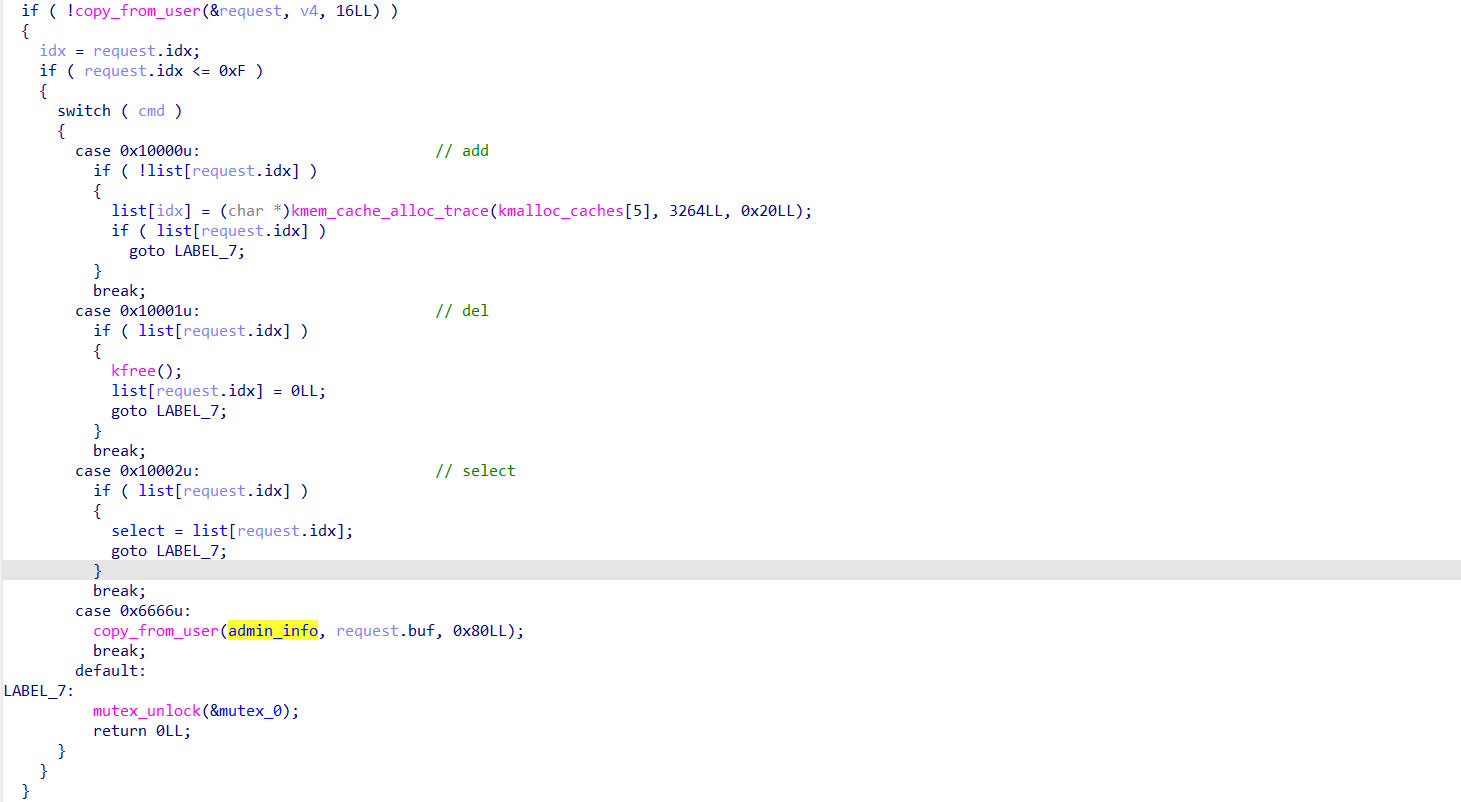 if ( !copy_from_user(&request, v4, 16LL) )
{
idx = request.idx;
if ( request.idx <= 0xF )
{
switch ( cmd )
{
case 0x10000u: // add
if ( !list[request.idx] )
{
list[idx] = (char *)kmem_cache_alloc_trace(kmalloc_caches[5], 3264LL, 0x20LL);
if ( list[request.idx] )
goto LABEL_7;
}
break;
case 0x10001u: // del
if ( list[request.idx] )
{
kfree();
list[request.idx] = 0LL;
goto LABEL_7;
}
break;
case 0x10002u: // select
if ( list[request.idx] )
{
select = list[request.idx];
goto LABEL_7;
}
break;
case 0x6666u:
copy_from_user(admin_info, request.buf, 0x80LL);
break;
default:
LABEL_7:
mutex_unlock(&mutex_0);
return 0LL;
}
}
}